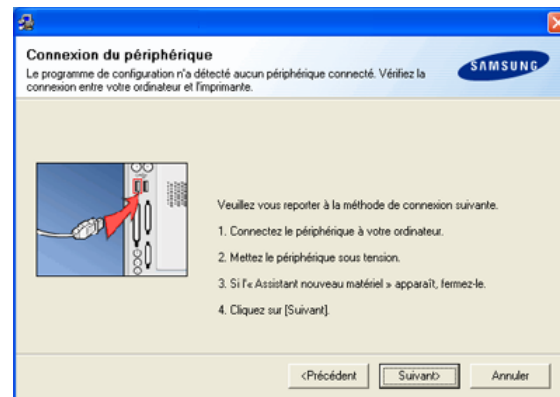 Connexion du périphérique
Le programme de configuration n'a détecté aucun périphérique connecté. Vérifiez la
connexion entre votre ordinateur et l'imprimante.
SAMSUNG
Veuillez vous reporter à la méthode de connexion suivante.
1. Connectez le périphérique à votre ordinateur.
2. Mettez le périphérique sous tension.
3. Si l'« Assistant nouveau matériel » apparaît, fermez-le.
4. Cliquez sur [Suivant].
<Précédent
Suivant>
Annuler